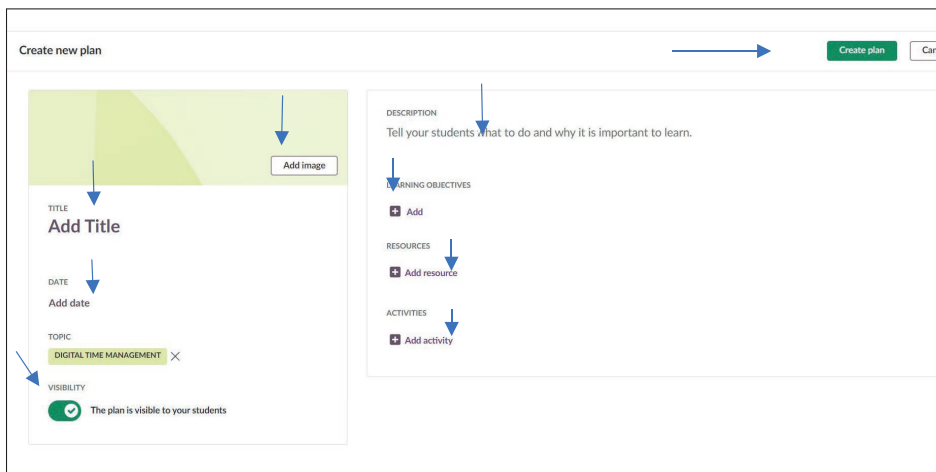 Create new plan
Create plan
Can
Add image
TITLE
Add Title
DATE
Add date
TOPIC
DIGITAL TIME MANAGEMENT
VISIBILITY
The plan is visible to your students
DESCRIPTION
Tell your students what to do and why it is important to learn.
LEARNING OBJECTIVES
Add
RESOURCES
Add resource
ACTIVITIES
Add activity